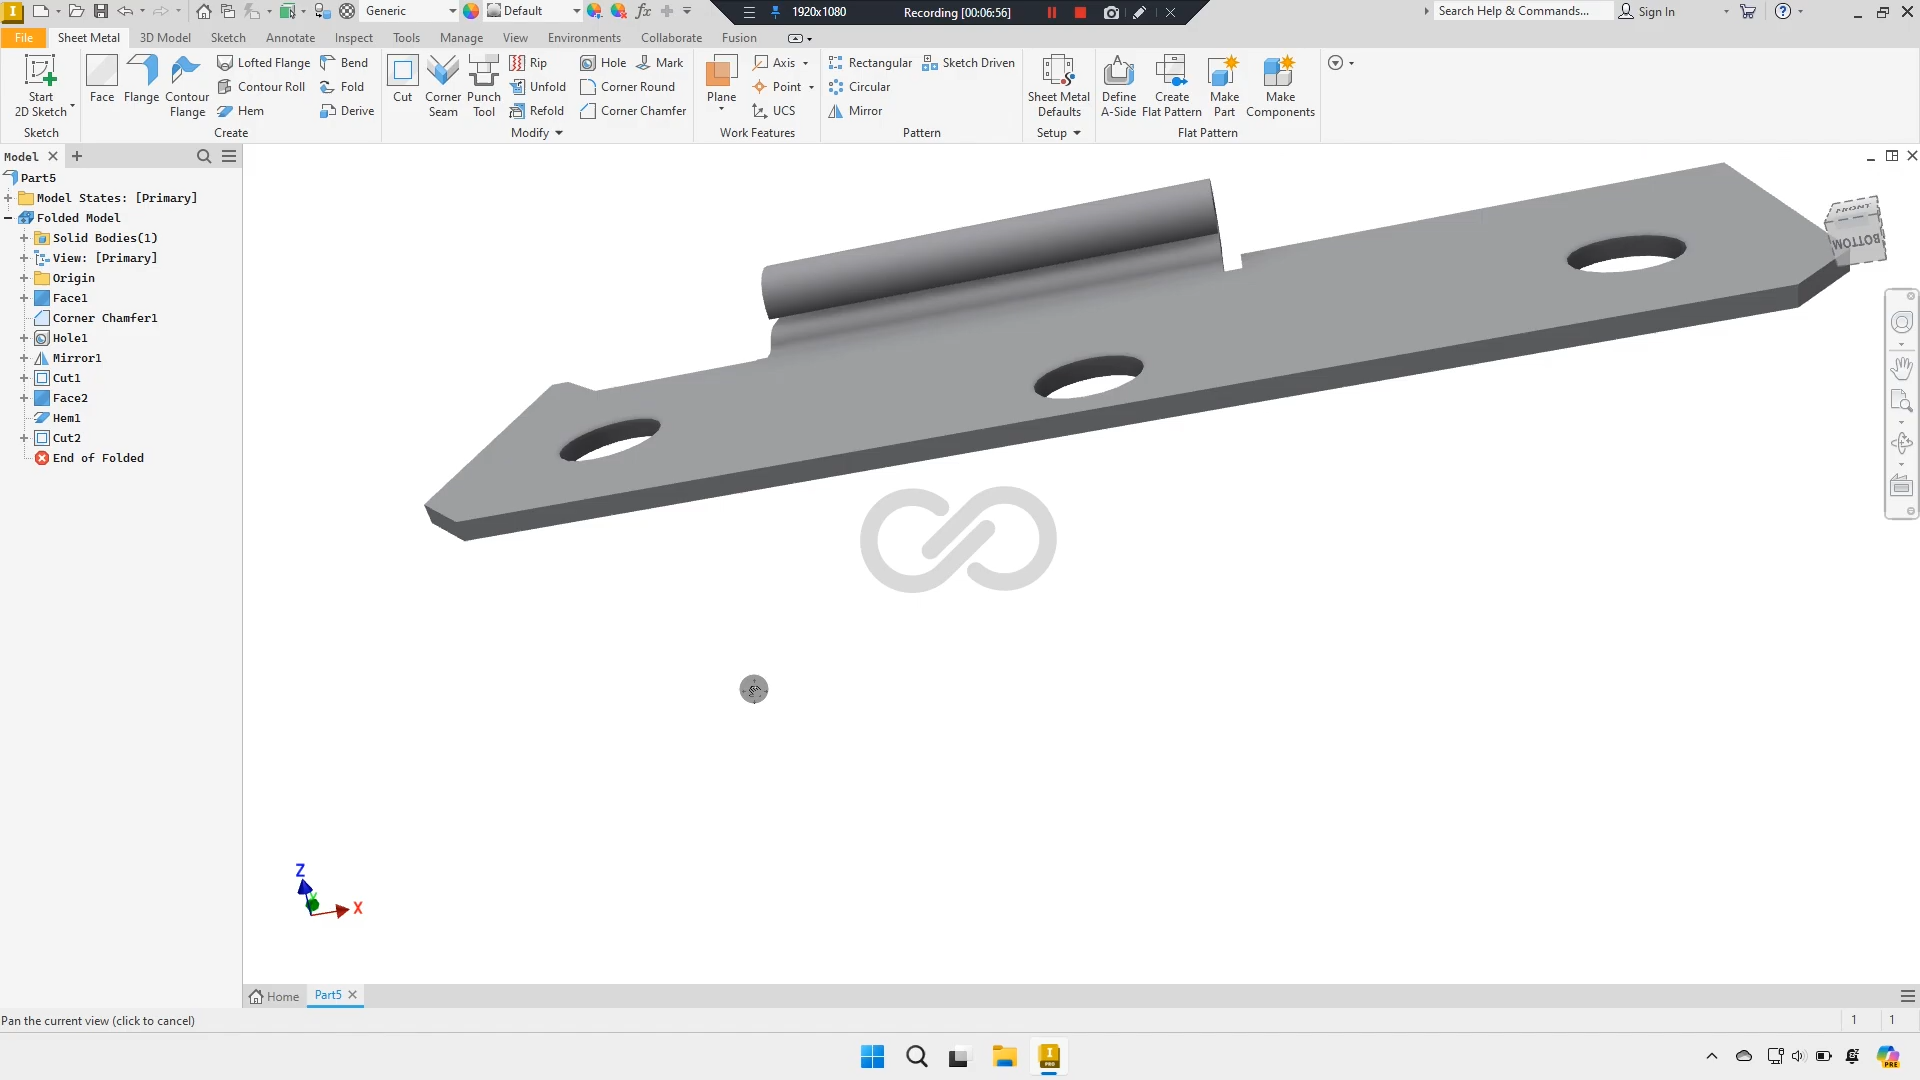 Generic
Default
fx
1920x1080
Recording [00:06:56]
Search Help & Commands...
Sign In
File
Sheet Metal
3D Model
Sketch
Annotate
Inspect
Tools
Manage
View
Environments
Collaborate
Fusion
Start
2D Sketch
Sketch
Face
Flange
Contour
Flange
Lofted Flange
Contour Roll
Hem
Bend
Fold
Derive
Create
Cut
Corner
Seam
Punch
Tool
Rip
Unfold
Refold
Hole
Mark
Corner Round
Corner Chamfer
Modify
Plane
Axis
Point
UCS
Work Features
Rectangular
Circular
Mirror
Sketch Driven
Pattern
Sheet Metal
Defaults
Setup
Define
A-Side
Create
Flat Pattern
Make
Part
Make
Components
Flat Pattern
Model
Part5
Model States: [Primary]
Folded Model
Solid Bodies(1)
View: [Primary]
Origin
Face1
Corner Chamfer1
Hole1
Mirror1
Cut1
Face2
Hem1
Cut2
End of Folded
FRONT
BOTTOM
Z
Y
X
Home
Part5
Pan the current view (click to cancel)
1
1
I
PRO
PRE